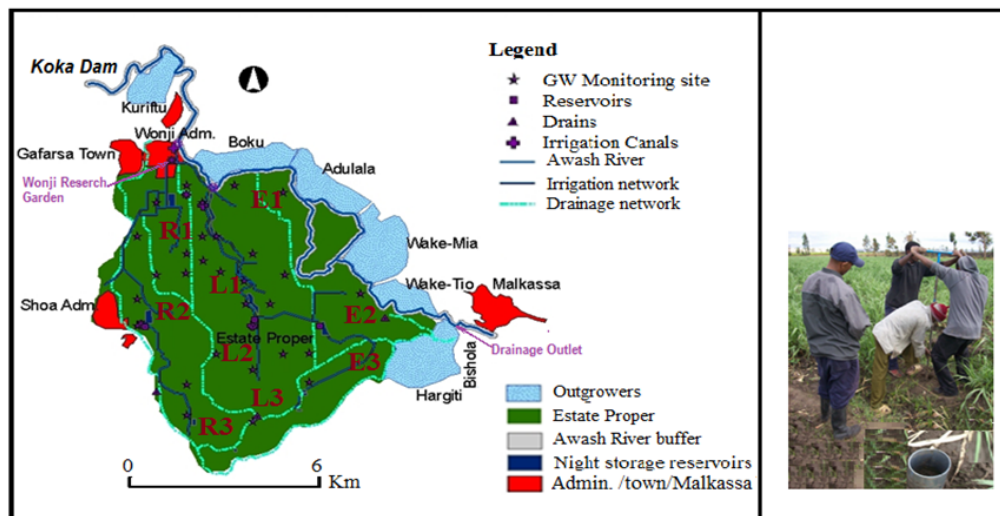 Koka Dam
Kuriftu
Wonji Adm.
Gafarsa Town
Boku
Adulala
Wonji Reserch
Garden
E1
R1
Wake-Mia
L1
Wake-Tio
Malkassa
R2
Shoa Adm
E2
Estate Proper
Drainage Outlet
L2
E3
Bishola
Hargiti
L3
R3
0 6
Km
Legend
GW Monitoring site
Reservoirs
Drains
Irrigation Canals
Awash River
Irrigation network
Drainage network
Outgrowers
Estate Proper
Awash River buffer
Night storage reservoirs
Admin. /town/Malkassa